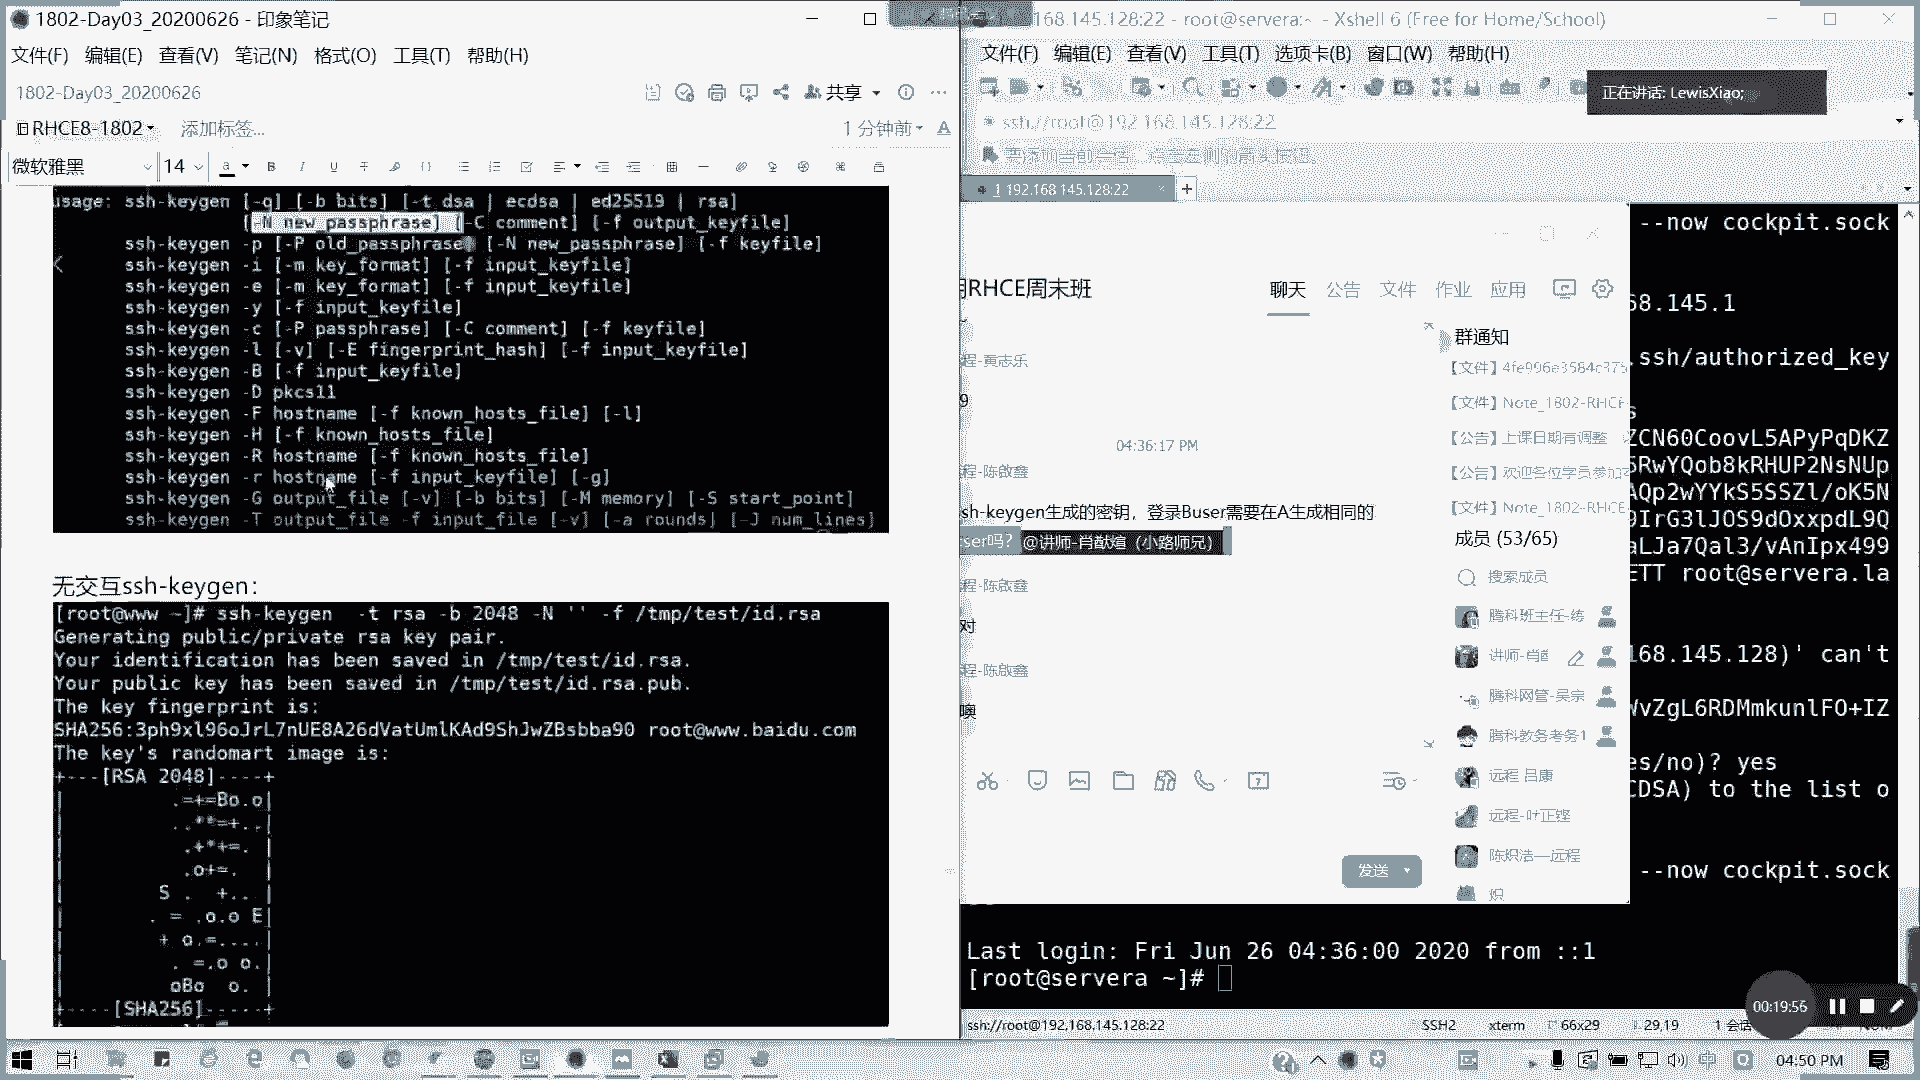 1802-Day03_20200626 - 印象笔记
文件(F) 编辑(E) 查看(V) 笔记(N) 格式(O) 工具(T) 帮助(H)
1802-Day03_20200626
共享
RHCE8-1802
添加标签...
1 分钟前
微软雅黑 14
usage: ssh-keygen [-q] [-b bits] [-t dsa | ecdsa | ed25519 | rsa]
[-N new_passphrase] [-C comment] [-f output_keyfile]
ssh-keygen -p [-P old_passphrase] [-N new_passphrase] [-f keyfile]
ssh-keygen -i [-m key_format] [-f input_keyfile]
ssh-keygen -e [-m key_format] [-f input_keyfile]
ssh-keygen -y [-f input_keyfile]
ssh-keygen -c [-P passphrase] [-C comment] [-f keyfile]
ssh-keygen -l [-v] [-E fingerprint_hash] [-f input_keyfile]
ssh-keygen -B [-f input_keyfile]
ssh-keygen -D pkcs11
ssh-keygen -F hostname [-f known_hosts_file] [-l]
ssh-keygen -H [-f known_hosts_file]
ssh-keygen -R hostname [-f known_hosts_file]
ssh-keygen -r hostname [-f input_keyfile] [-g]
ssh-keygen -G output_file [-v] [-b bits] [-M memory] [-S start_point]
ssh-keygen -T output_file -f input_file [-v] [-a rounds] [-J num_lines]
无交互ssh-keygen：
[root@www ~]# ssh-keygen -t rsa -b 2048 -N '' -f /tmp/test/id.rsa
Generating public/private rsa key pair.
Your identification has been saved in /tmp/test/id.rsa.
Your public key has been saved in /tmp/test/id.rsa.pub.
The key fingerprint is:
SHA256:3ph9xl96oJrL7nUE8A26dVatUmlKAd9ShJwZBsbba90 root@www.baidu.com
The key's randomart image is:
+---[RSA 2048]----+
| .=+=Bo.o|
| ..**=+..|
| .+*+=. |
| .o+=. |
| S . +.. |
| . = .o.o E|
| + o.=....|
| . =.o o.|
| oBo o. |
+----[SHA256]-----+
168.145.128:22 - root@servera:~ - Xshell 6 (Free for Home/School)
文件(F) 编辑(E) 查看(V) 工具(T) 选项卡(B) 窗口(W) 帮助(H)
正在讲话: LewisXiao;
ssh://root@192.168.145.128:22
要添加当前会话，点击左侧的箭头按钮。
1 192.168.145.128:22
RHCE周末班
聊天 公告 文件 作业 应用
程-黄志乐
9
04:36:17 PM
程-陈啟鑫
sh-keygen生成的密钥，登录Buser需要在A生成相同的
ser吗？ @讲师-肖猷煊（小路师兄）
程-陈啟鑫
对
程-陈啟鑫
噢
发送
群通知
【文件】4fe996e3584c375
【文件】Note_1802-RHCE
【公告】上课日期有调整
【公告】欢迎各位学员参加
【文件】Note_1802-RHCE
成员 (53/65)
搜索成员
腾科班主任-练
讲师-肖
腾科网管-吴宗
腾科教务考务1
远程 吕康
远程-叶正铿
陈炽浩—远程
炽
--now cockpit.sock
68.145.1
.ssh/authorized_key
s
ZCN60CoovL5APyPqDKZ
5RwYQob8kRHUP2NsNUp
AQp2wYYkS5SSZl/oK5N
9IrG3lJOS9dOxxpdL9Q
aLJa7Qal3/vAnIpx499
ETT root@servera.la
168.145.128)' can't
WvZgL6RDMmkunlFO+IZ
es/no)? yes
CDSA) to the list o
--now cockpit.sock
Last login: Fri Jun 26 04:36:00 2020 from ::1
[root@servera ~]#
ssh://root@192.168.145.128:22 SSH2 xterm 66x29 29,19 1 会话
00:19:56
04:50 PM